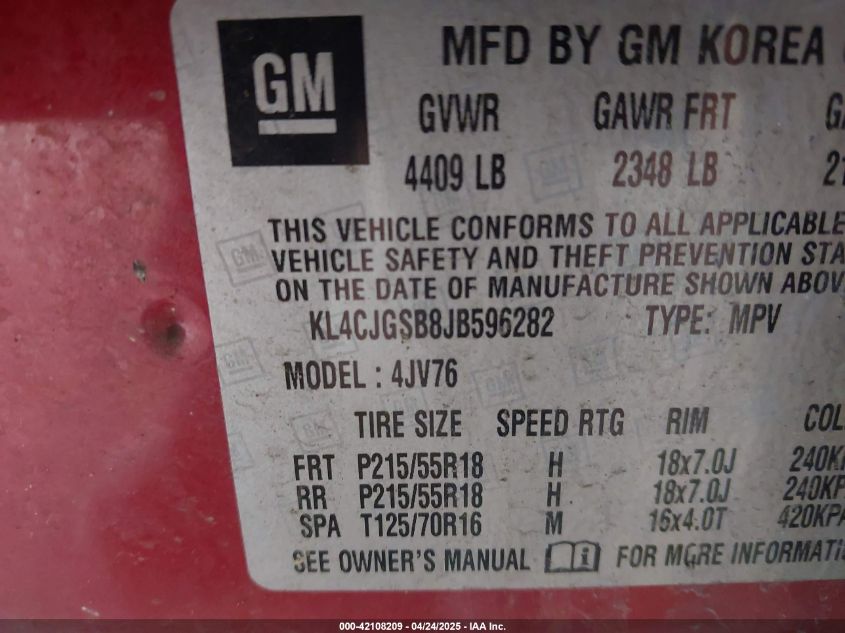 GM
MFD BY GM KOREA
GVWR GAWR FRT
4409 LB 2348 LB
THIS VEHICLE CONFORMS TO ALL APPLICABLE
VEHICLE SAFETY AND THEFT PREVENTION STA
ON THE DATE OF MANUFACTURE SHOWN ABOV
KL4CJGSB8JB596282 TYPE: MPV
MODEL : 4JV76
TIRE SIZE SPEED RTG RIM COL
FRT P215/55R18 H 18x7.0J 240KP
RR P215/55R18 H 18x7.0J 240KP
SPA T125/70R16 M 16x4.0T 420KPA
SEE OWNER'S MANUAL FOR MORE INFORMATI
000-42108209 - 04/24/2025 - IAA Inc.